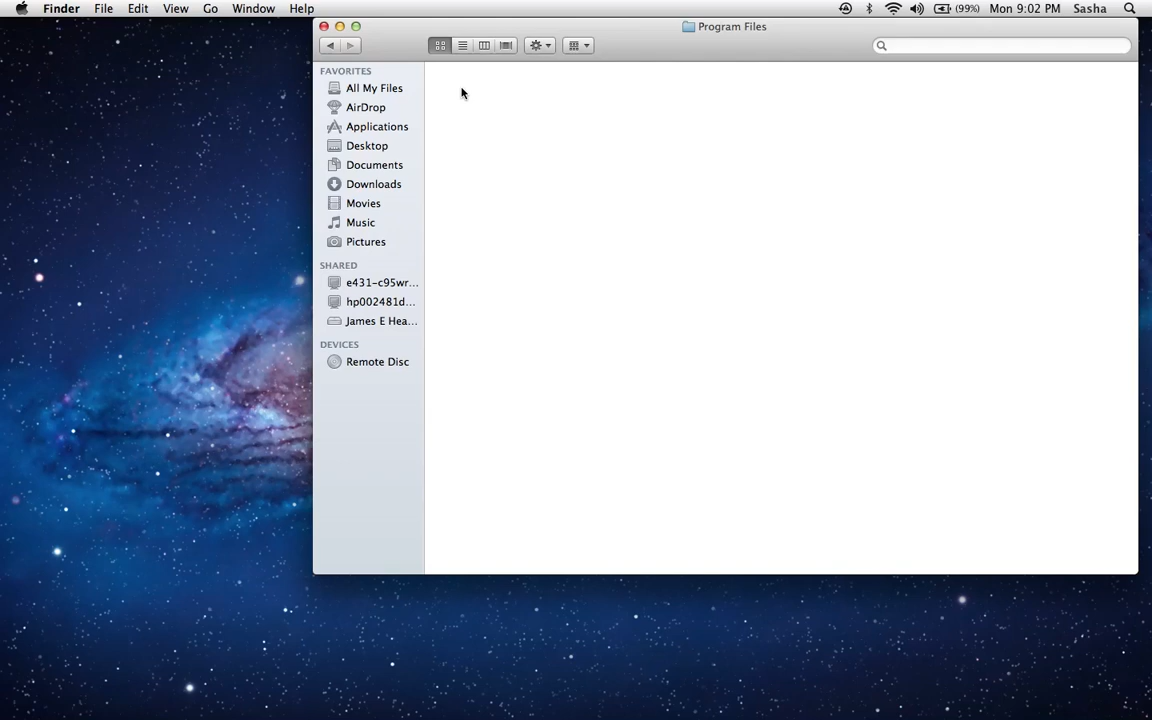 Finder File Edit View Go Window Help (99%) Mon 9:02 PM Sasha
Program Files
FAVORITES
All My Files
AirDrop
Applications
Desktop
Documents
Downloads
Movies
Music
Pictures
SHARED
e431-c95wr...
hp002481d...
James E Hea...
DEVICES
Remote Disc